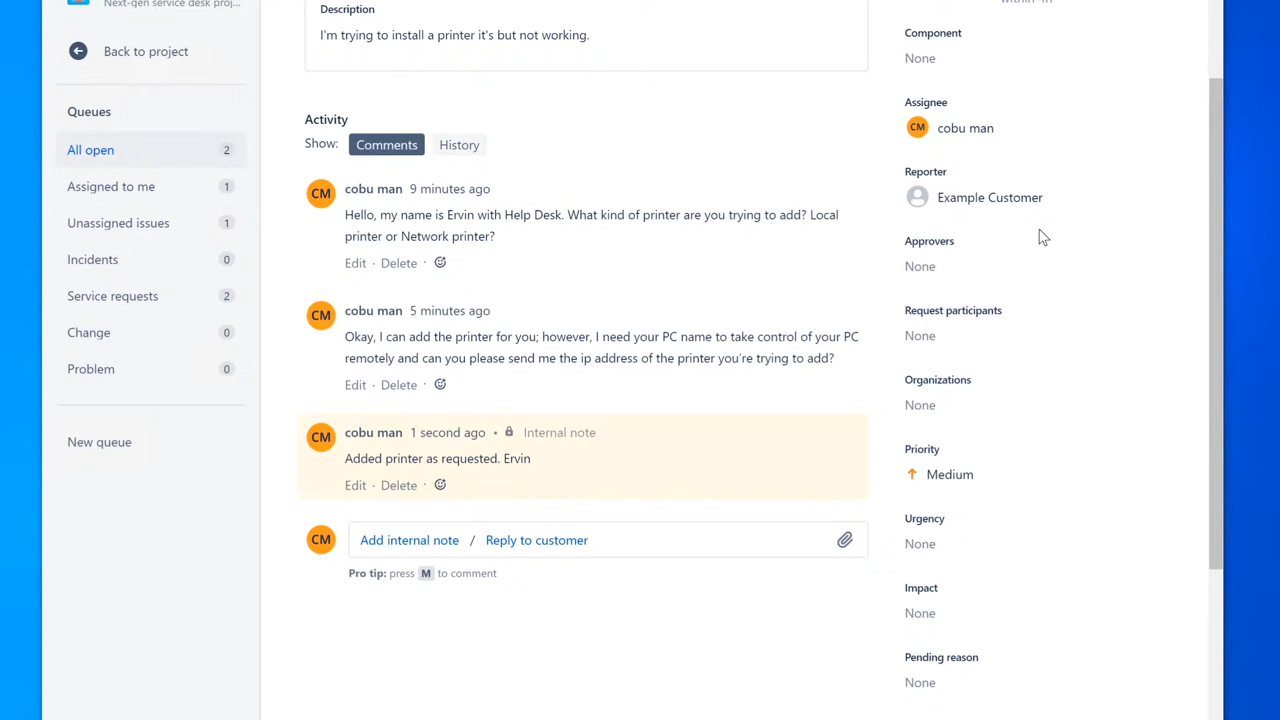 Next-gen service desk proj...
Back to project
Queues
All open 2
Assigned to me 1
Unassigned issues 1
Incidents 0
Service requests 2
Change 0
Problem 0
New queue
Description
I'm trying to install a printer it's but not working.
Activity
Show: Comments History
CM cobu man 9 minutes ago
Hello, my name is Ervin with Help Desk. What kind of printer are you trying to add? Local
printer or Network printer?
Edit · Delete ·
CM cobu man 5 minutes ago
Okay, I can add the printer for you; however, I need your PC name to take control of your PC
remotely and can you please send me the ip address of the printer you're trying to add?
Edit · Delete ·
CM cobu man 1 second ago • Internal note
Added printer as requested. Ervin
Edit · Delete ·
CM Add internal note / Reply to customer
Pro tip: press M to comment
within 4h
Component
None
Assignee
CM cobu man
Reporter
Example Customer
Approvers
None
Request participants
None
Organizations
None
Priority
Medium
Urgency
None
Impact
None
Pending reason
None